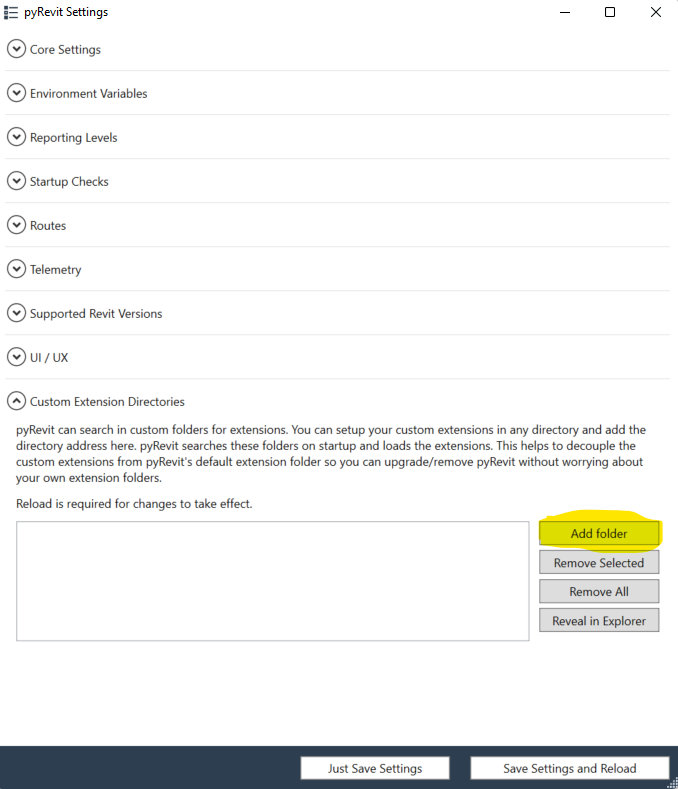 pyRevit Settings
Core Settings
Environment Variables
Reporting Levels
Startup Checks
Routes
Telemetry
Supported Revit Versions
UI / UX
Custom Extension Directories
pyRevit can search in custom folders for extensions. You can setup your custom extensions in any directory and add the
directory address here. pyRevit searches these folders on startup and loads the extensions. This helps to decouple the
custom extensions from pyRevit's default extension folder so you can upgrade/remove pyRevit without worrying about
your own extension folders.
Reload is required for changes to take effect.
Add folder
Remove Selected
Remove All
Reveal in Explorer
Just Save Settings
Save Settings and Reload